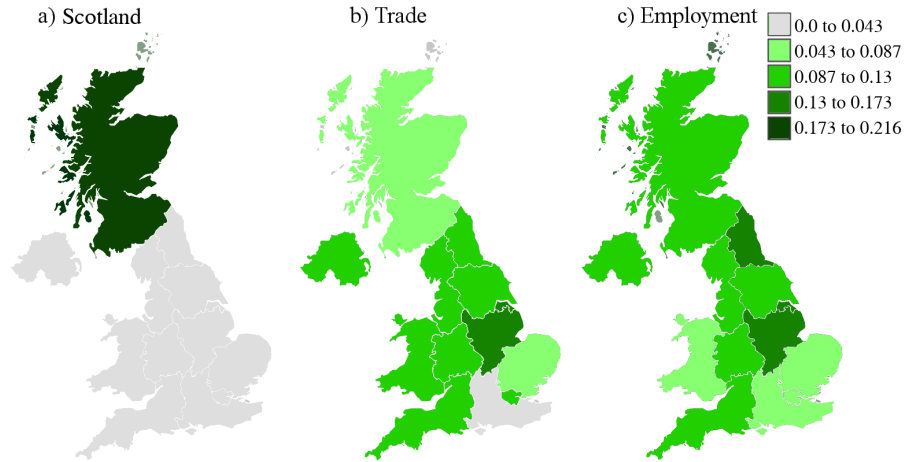 a) Scotland
b) Trade
c) Employment
0.0 to 0.043
0.043 to 0.087
0.087 to 0.13
0.13 to 0.173
0.173 to 0.216